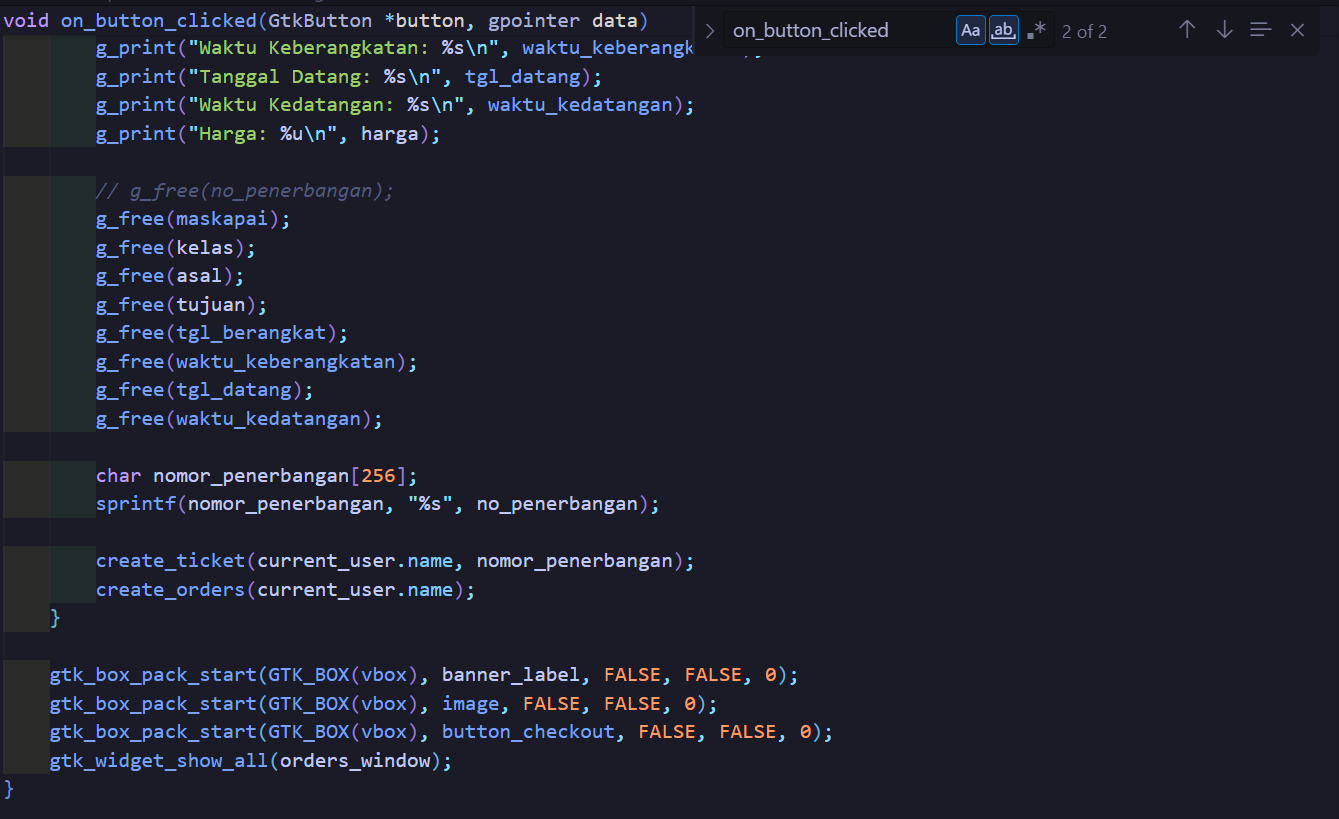 void on_button_clicked(GtkButton *button, gpointer data)
on_button_clicked
Aa ab .* 2 of 2
g_print("Waktu Keberangkatan: %s\n", waktu_keberangk
g_print("Tanggal Datang: %s\n", tgl_datang);
g_print("Waktu Kedatangan: %s\n", waktu_kedatangan);
g_print("Harga: %u\n", harga);
// g_free(no_penerbangan);
g_free(maskapai);
g_free(kelas);
g_free(asal);
g_free(tujuan);
g_free(tgl_berangkat);
g_free(waktu_keberangkatan);
g_free(tgl_datang);
g_free(waktu_kedatangan);
char nomor_penerbangan[256];
sprintf(nomor_penerbangan, "%s", no_penerbangan);
create_ticket(current_user.name, nomor_penerbangan);
create_orders(current_user.name);
}
gtk_box_pack_start(GTK_BOX(vbox), banner_label, FALSE, FALSE, 0);
gtk_box_pack_start(GTK_BOX(vbox), image, FALSE, FALSE, 0);
gtk_box_pack_start(GTK_BOX(vbox), button_checkout, FALSE, FALSE, 0);
gtk_widget_show_all(orders_window);
}